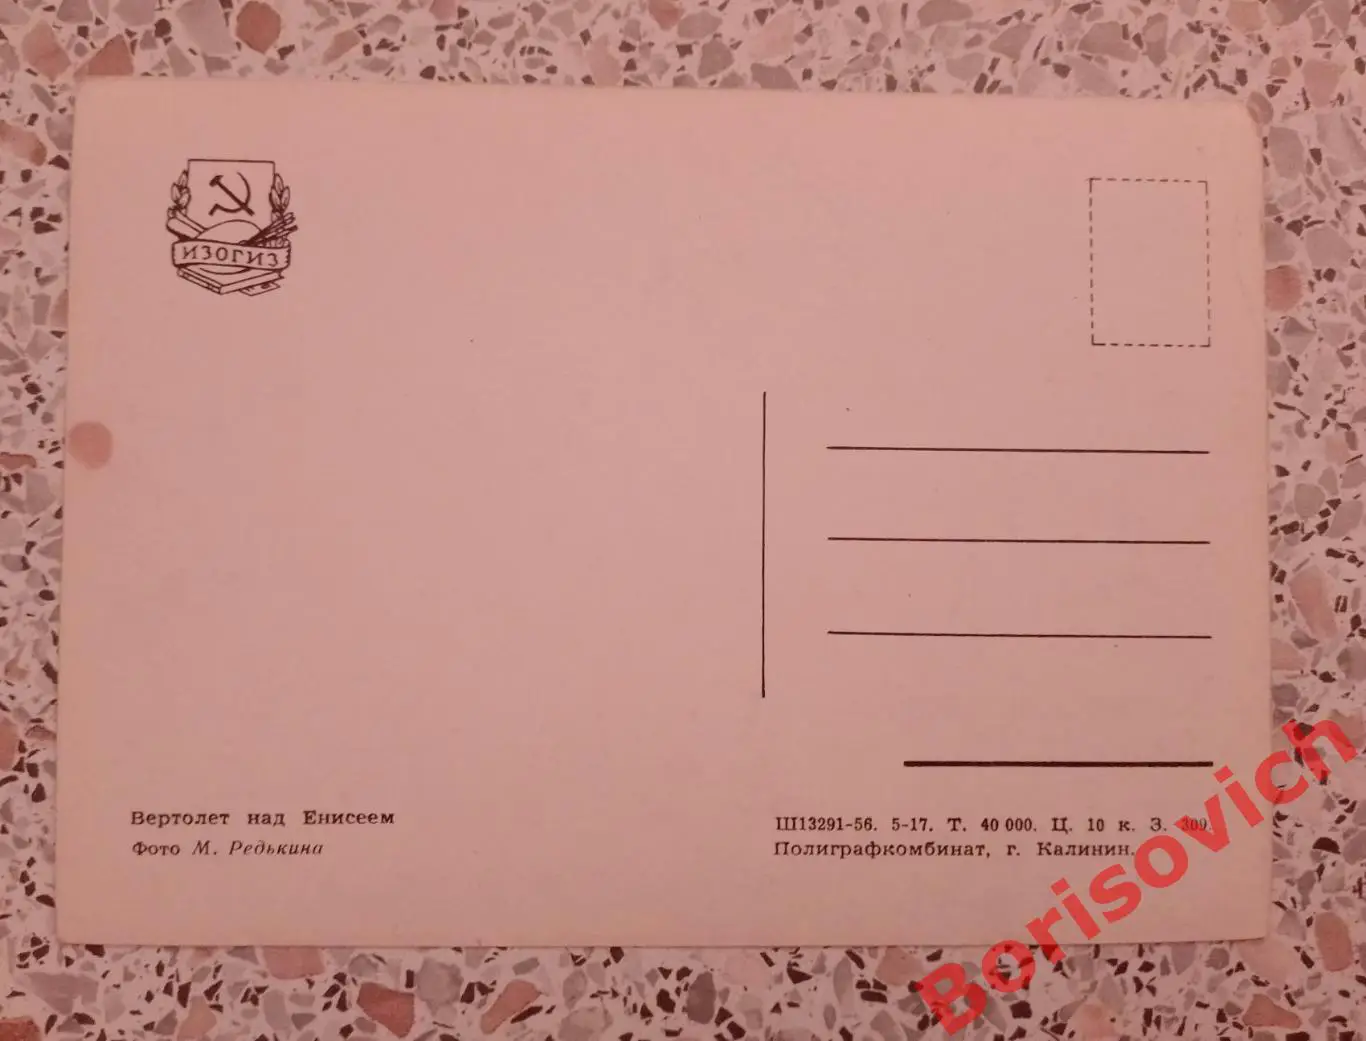 ИЗОГИЗ
Вертолет над Енисеем
Фото М. Редькина
Ш13291-56. 5-17. Т. 40 000. Ц. 10 к. З. 309.
Полиграфкомбинат, г. Калинин.
Borisovich